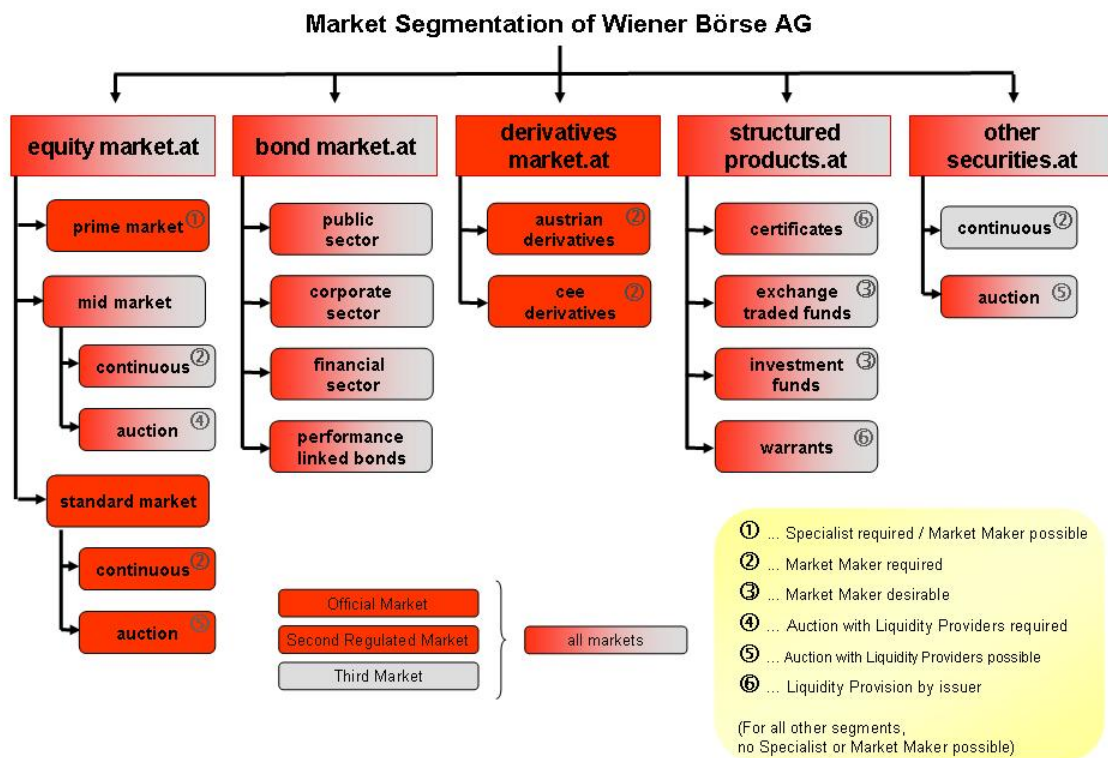 Market Segmentation of Wiener Börse AG
equity market.at
prime market ①
mid market
continuous ②
auction ④
standard market
continuous ②
auction ⑤
bond market.at
public
sector
corporate
sector
financial
sector
performance
linked bonds
derivatives
market.at
austrian ②
derivatives
cee ②
derivatives
structured
products.at
certificates ⑥
exchange ③
traded funds
investment ③
funds
warrants ⑥
other
securities.at
continuous ②
auction ⑤
Official Market
Second Regulated Market
Third Market
all markets
① ... Specialist required / Market Maker possible
② ... Market Maker required
③ ... Market Maker desirable
④ ... Auction with Liquidity Providers required
⑤ ... Auction with Liquidity Providers possible
⑥ ... Liquidity Provision by issuer
(For all other segments,
no Specialist or Market Maker possible)